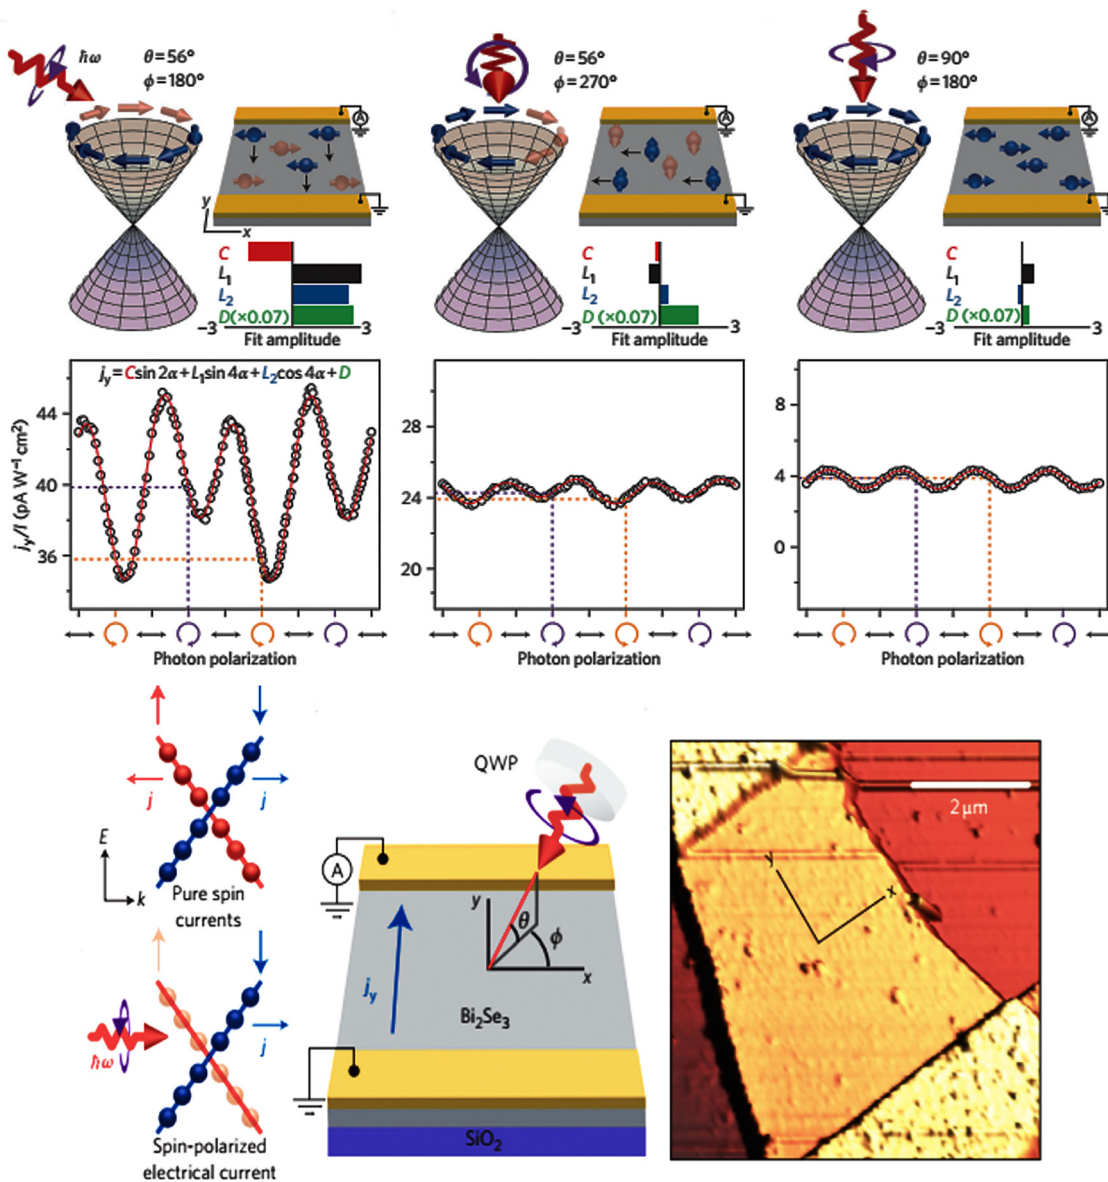 ħω
θ = 56°
ϕ = 180°
A
y
x
C
L₁
L₂
D (×0.07)
−3
3
Fit amplitude
θ = 56°
ϕ = 270°
A
C
L₁
L₂
D (×0.07)
−3
3
Fit amplitude
θ = 90°
ϕ = 180°
A
C
L₁
L₂
D (×0.07)
−3
3
Fit amplitude
j_y = C sin 2α + L₁ sin 4α + L₂ cos 4α + D
j_y/I (pA W⁻¹ cm²)
44
40
36
Photon polarization
28
24
20
Photon polarization
8
4
0
Photon polarization
j
j
E
k
Pure spin
currents
ħω
j
Spin-polarized
electrical current
QWP
A
y
θ
ϕ
x
j_y
Bi₂Se₃
SiO₂
2 μm
y
x